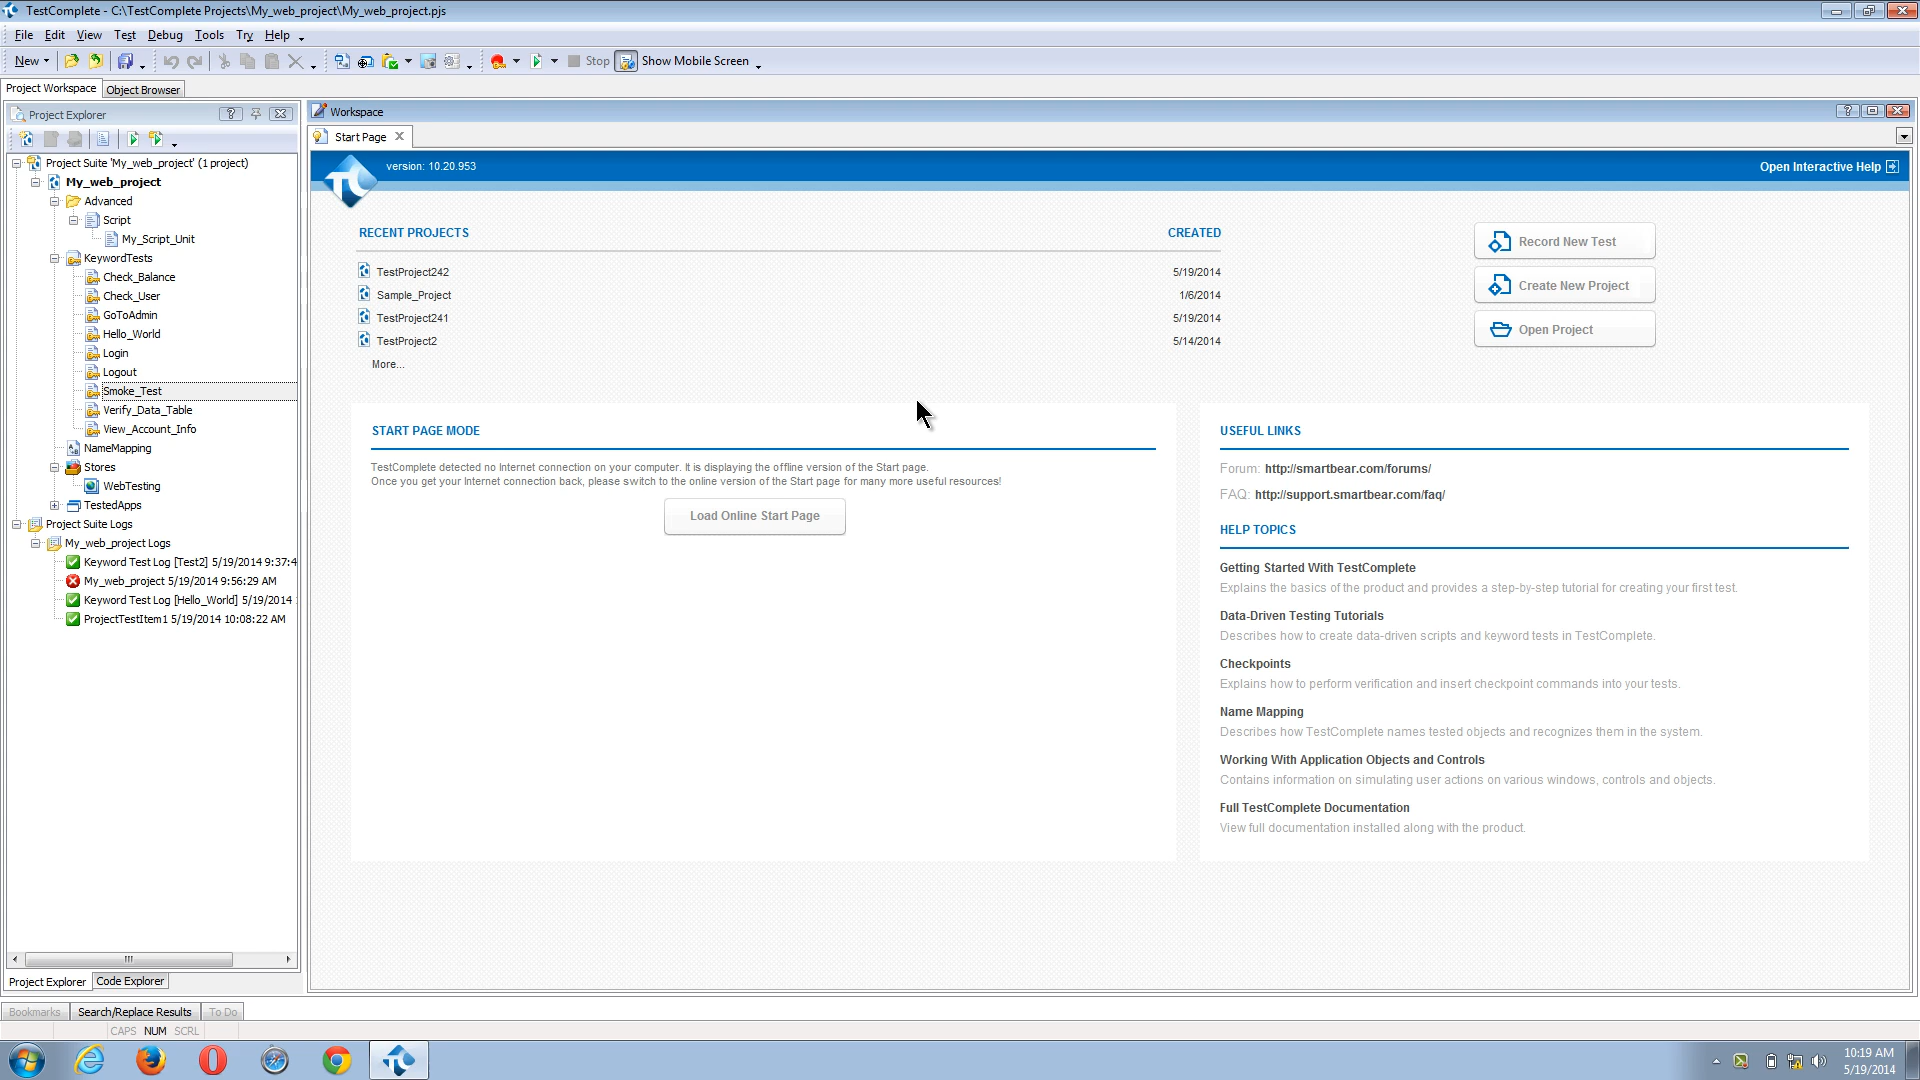 TestComplete - C:\TestComplete Projects\My_web_project\My_web_project.pjs
File Edit View Test Debug Tools Try Help
New Stop Show Mobile Screen
Project Workspace Object Browser
Project Explorer
Project Suite 'My_web_project' (1 project)
My_web_project
Advanced
Script
My_Script_Unit
KeywordTests
Check_Balance
Check_User
GoToAdmin
Hello_World
Login
Logout
Smoke_Test
Verify_Data_Table
View_Account_Info
NameMapping
Stores
WebTesting
TestedApps
Project Suite Logs
My_web_project Logs
Keyword Test Log [Test2] 5/19/2014 9:37:4
My_web_project 5/19/2014 9:56:29 AM
Keyword Test Log [Hello_World] 5/19/2014
ProjectTestItem1 5/19/2014 10:08:22 AM
Project Explorer Code Explorer
Workspace
Start Page
version: 10.20.953
Open Interactive Help
RECENT PROJECTS CREATED
TestProject242 5/19/2014
Sample_Project 1/6/2014
TestProject241 5/19/2014
TestProject2 5/14/2014
More...
Record New Test
Create New Project
Open Project
START PAGE MODE
TestComplete detected no Internet connection on your computer. It is displaying the offline version of the Start page.
Once you get your Internet connection back, please switch to the online version of the Start page for many more useful resources!
Load Online Start Page
USEFUL LINKS
Forum: http://smartbear.com/forums/
FAQ: http://support.smartbear.com/faq/
HELP TOPICS
Getting Started With TestComplete
Explains the basics of the product and provides a step-by-step tutorial for creating your first test.
Data-Driven Testing Tutorials
Describes how to create data-driven scripts and keyword tests in TestComplete.
Checkpoints
Explains how to perform verification and insert checkpoint commands into your tests.
Name Mapping
Describes how TestComplete names tested objects and recognizes them in the system.
Working With Application Objects and Controls
Contains information on simulating user actions on various windows, controls and objects.
Full TestComplete Documentation
View full documentation installed along with the product.
Bookmarks Search/Replace Results To Do
CAPS NUM SCRL
10:19 AM
5/19/2014